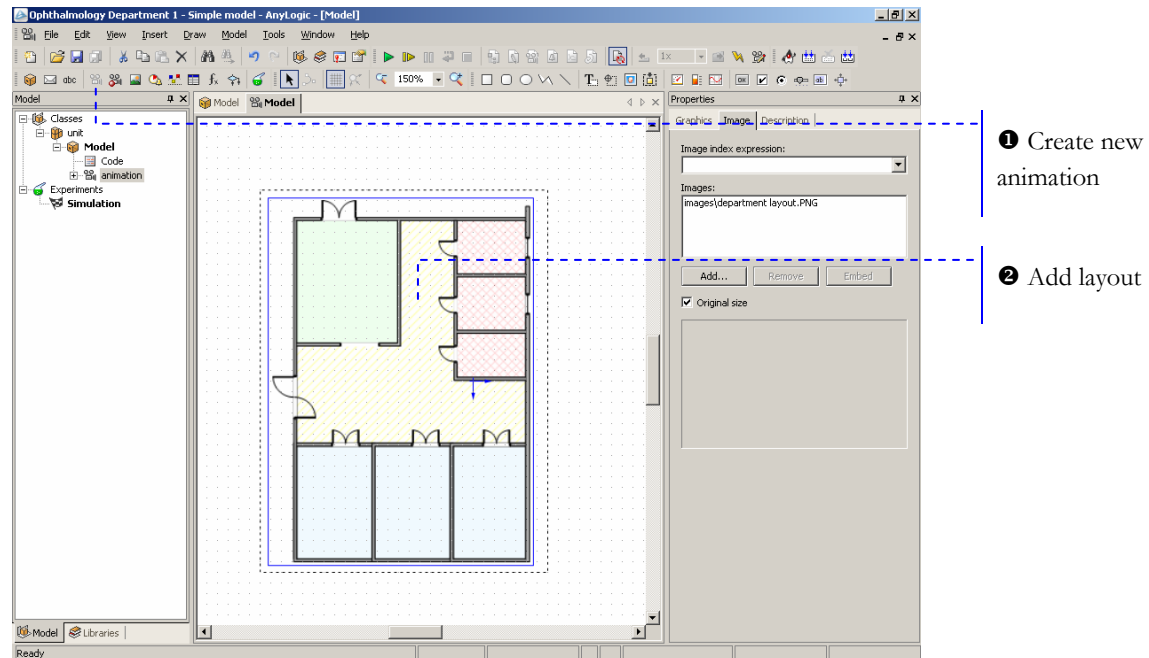 Ophthalmology Department 1 - Simple model - AnyLogic - [Model]
File Edit View Insert Draw Model Tools Window Help
1x
abc
150%
Model
Model Model
Properties
Classes
unit
Model
Code
animation
Experiments
Simulation
Graphics Image Description
Image index expression:
Images:
images\department layout.PNG
Add... Remove Embed
Original size
Model Libraries
Ready
❶ Create new
animation
❷ Add layout